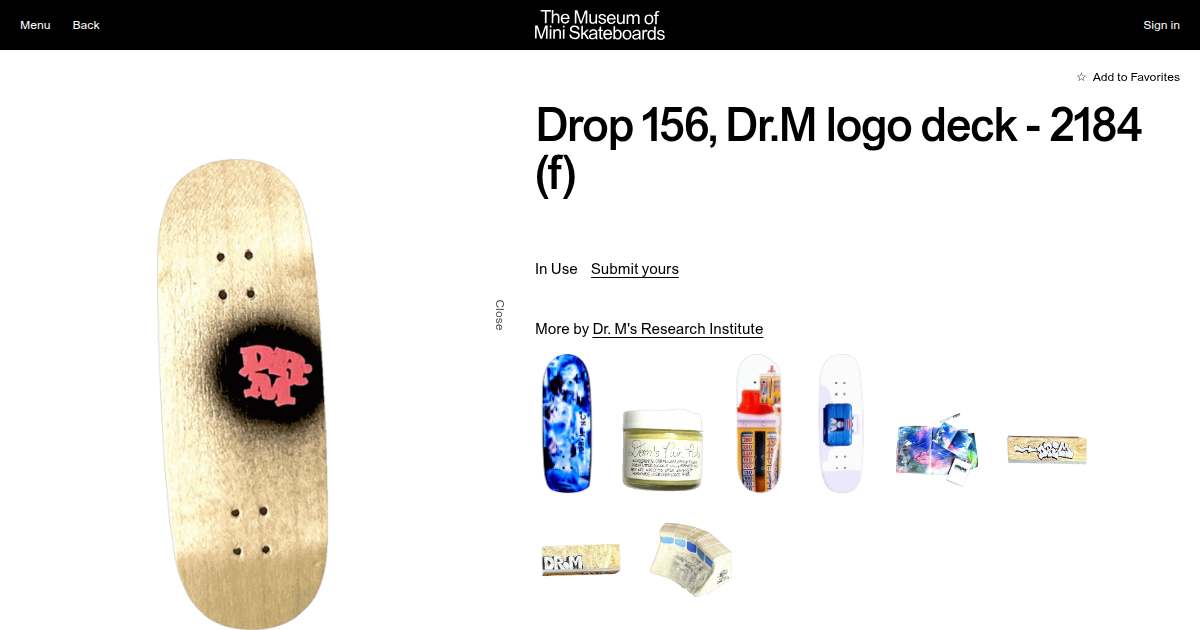 Menu
Back
The Museum of
Mini Skateboards
Sign in
☆ Add to Favorites
Drop 156, Dr.M logo deck - 2184
(f)
In Use Submit yours
Close
More by Dr. M's Research Institute
DR.
M
DR.M